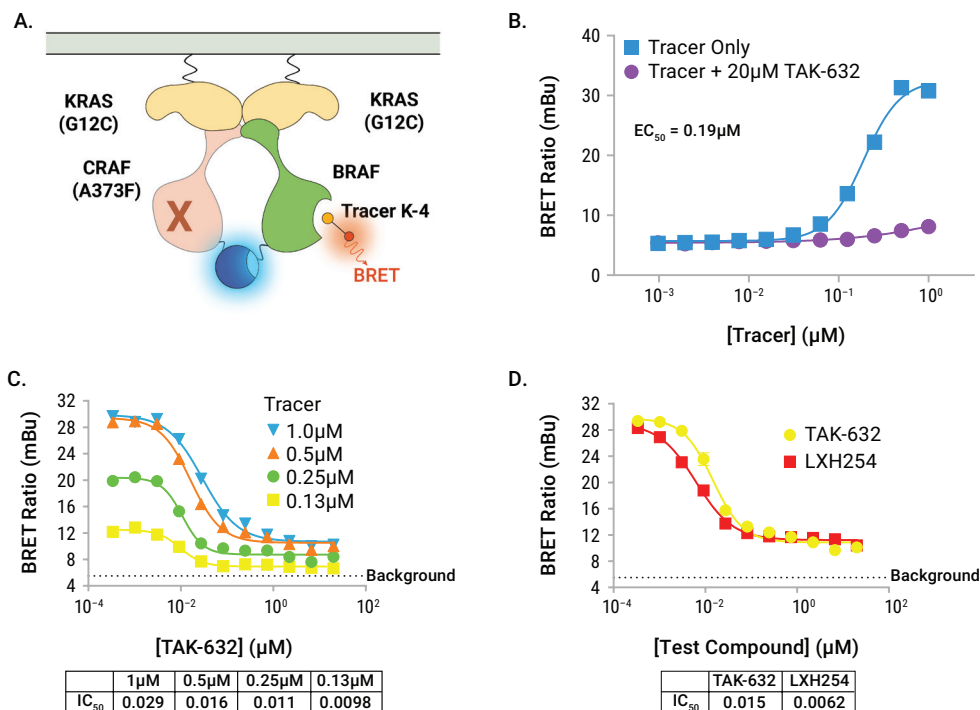 A.
KRAS
(G12C)
KRAS
(G12C)
CRAF
(A373F)
BRAF
X
Tracer K-4
BRET
B.
BRET Ratio (mBu)
40
30
20
10
0
Tracer Only
Tracer + 20μM TAK-632
EC₅₀ = 0.19μM
10⁻³ 10⁻² 10⁻¹ 10⁰
[Tracer] (μM)
C.
BRET Ratio (mBu)
32
28
24
20
16
12
8
4
Tracer
1.0μM
0.5μM
0.25μM
0.13μM
Background
10⁻⁴ 10⁻² 10⁰ 10²
[TAK-632] (μM)
1μM 0.5μM 0.25μM 0.13μM
IC₅₀ 0.029 0.016 0.011 0.0098
D.
BRET Ratio (mBu)
32
28
24
20
16
12
8
4
TAK-632
LXH254
Background
10⁻⁴ 10⁻² 10⁰ 10²
[Test Compound] (μM)
TAK-632 LXH254
IC₅₀ 0.015 0.0062